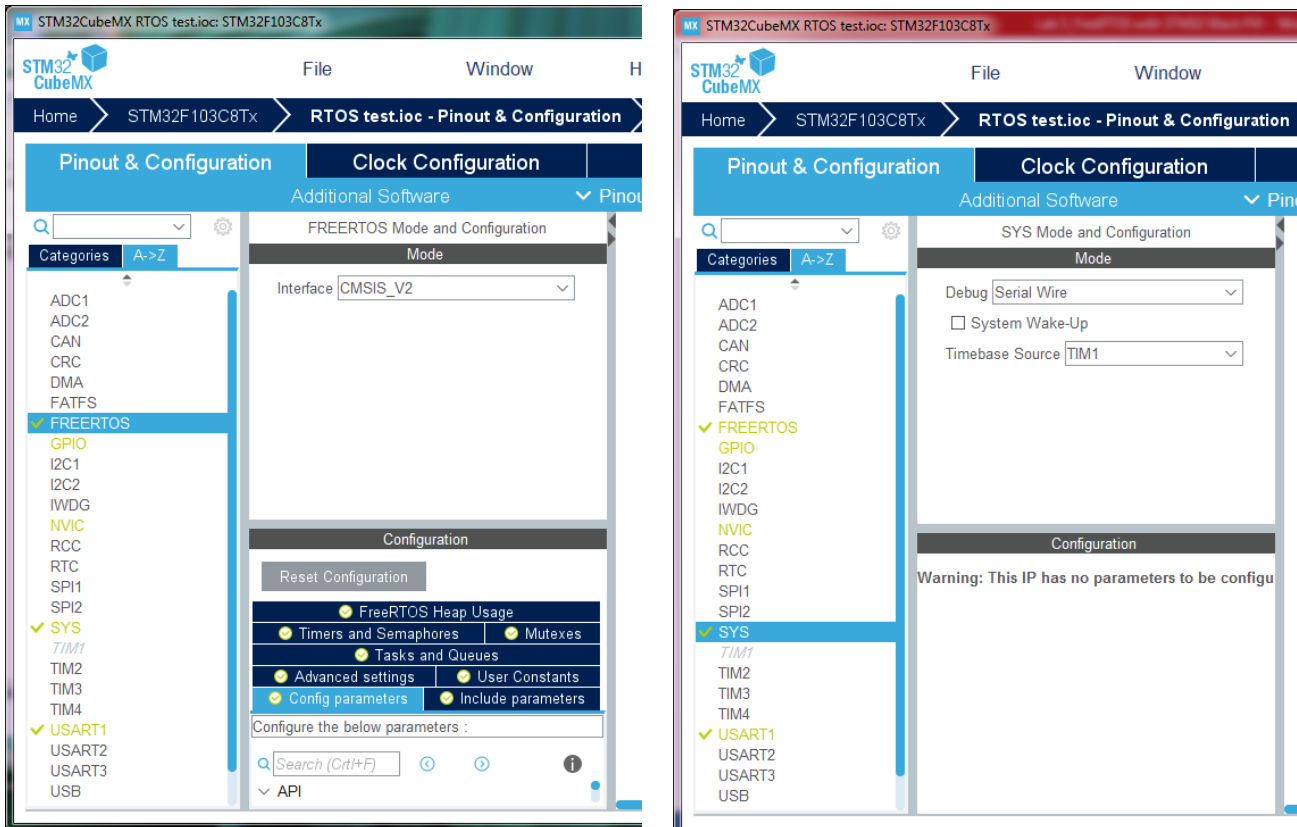 MX STM32CubeMX RTOS test.ioc: STM32F103C8Tx
STM32
CubeMX
File Window H
Home STM32F103C8Tx RTOS test.ioc - Pinout & Configuration
Pinout & Configuration Clock Configuration
Additional Software Pinou
FREERTOS Mode and Configuration
Categories A->Z
Mode
Interface CMSIS_V2
ADC1
ADC2
CAN
CRC
DMA
FATFS
FREERTOS
GPIO
I2C1
I2C2
IWDG
NVIC
RCC
RTC
SPI1
SPI2
SYS
TIM1
TIM2
TIM3
TIM4
USART1
USART2
USART3
USB
Configuration
Reset Configuration
FreeRTOS Heap Usage
Timers and Semaphores Mutexes
Tasks and Queues
Advanced settings User Constants
Config parameters Include parameters
Configure the below parameters :
Search (Crtl+F)
API
MX STM32CubeMX RTOS test.ioc: STM32F103C8Tx
STM32
CubeMX
File Window
Home STM32F103C8Tx RTOS test.ioc - Pinout & Configuration
Pinout & Configuration Clock Configuration
Additional Software Pin
SYS Mode and Configuration
Categories A->Z
Mode
Debug Serial Wire
System Wake-Up
Timebase Source TIM1
ADC1
ADC2
CAN
CRC
DMA
FATFS
FREERTOS
GPIO
I2C1
I2C2
IWDG
NVIC
RCC
RTC
SPI1
SPI2
SYS
TIM1
TIM2
TIM3
TIM4
USART1
USART2
USART3
USB
Configuration
Warning: This IP has no parameters to be configu